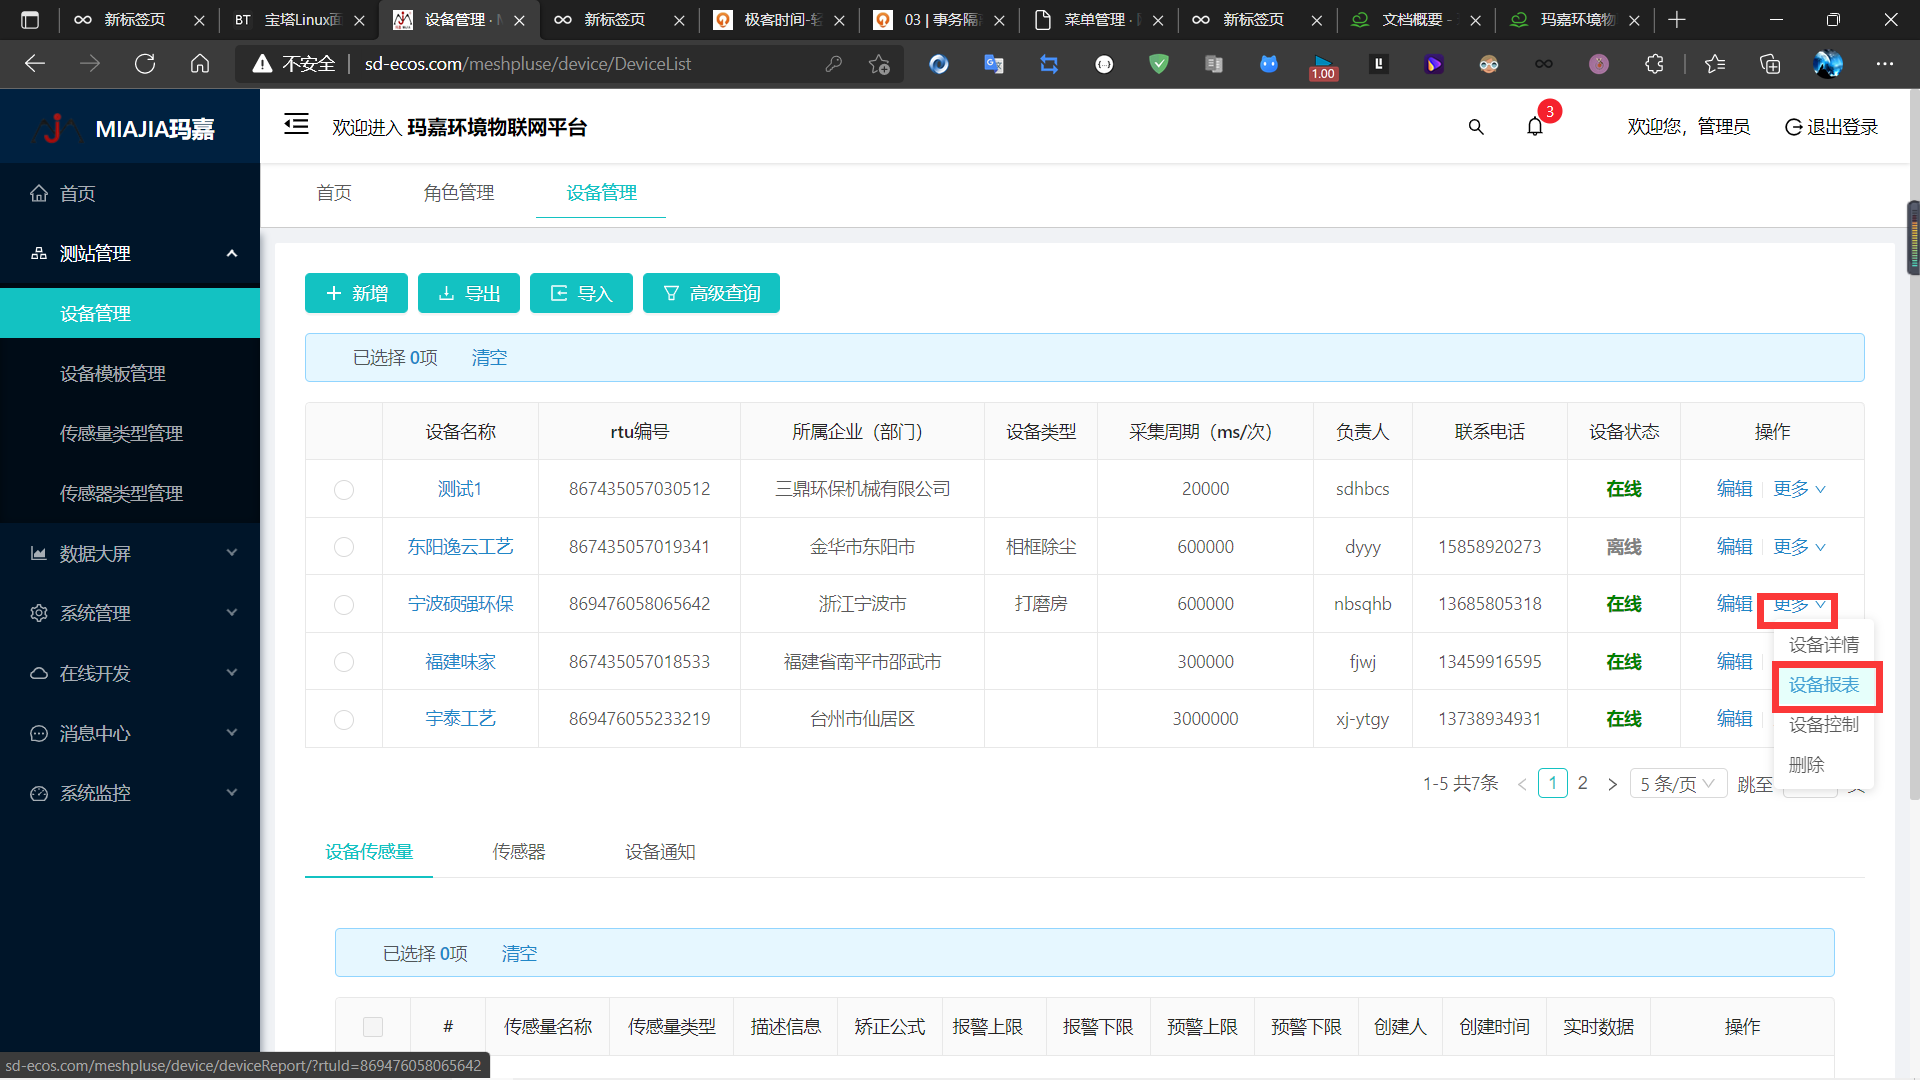 新标签页
宝塔Linux面
设备管理 · M
新标签页
极客时间-轻
03 | 事务隔离
菜单管理 ·
新标签页
文档概要 -
玛嘉环境物
不安全 sd-ecos.com/meshpluse/device/DeviceList
1.00
MIAJIA玛嘉
欢迎进入 玛嘉环境物联网平台
3
欢迎您，管理员
退出登录
首页
测站管理
设备管理
设备模板管理
传感量类型管理
传感器类型管理
数据大屏
系统管理
在线开发
消息中心
系统监控
首页 角色管理 设备管理
新增 导出 导入 高级查询
已选择 0项 清空
设备名称 rtu编号 所属企业（部门） 设备类型 采集周期（ms/次） 负责人 联系电话 设备状态 操作
测试1 867435057030512 三鼎环保机械有限公司 20000 sdhbcs 在线 编辑 更多
东阳逸云工艺 867435057019341 金华市东阳市 相框除尘 600000 dyyy 15858920273 离线 编辑 更多
宁波硕强环保 869476058065642 浙江宁波市 打磨房 600000 nbsqhb 13685805318 在线 编辑 更多
福建味家 867435057018533 福建省南平市邵武市 300000 fjwj 13459916595 在线 编辑
宇泰工艺 869476055233219 台州市仙居区 3000000 xj-ytgy 13738934931 在线 编辑
设备详情
设备报表
设备控制
删除
1-5 共7条 < 1 2 > 5 条/页 跳至
设备传感量 传感器 设备通知
已选择 0项 清空
# 传感量名称 传感量类型 描述信息 矫正公式 报警上限 报警下限 预警上限 预警下限 创建人 创建时间 实时数据 操作
sd-ecos.com/meshpluse/device/deviceReport/?rtuId=869476058065642